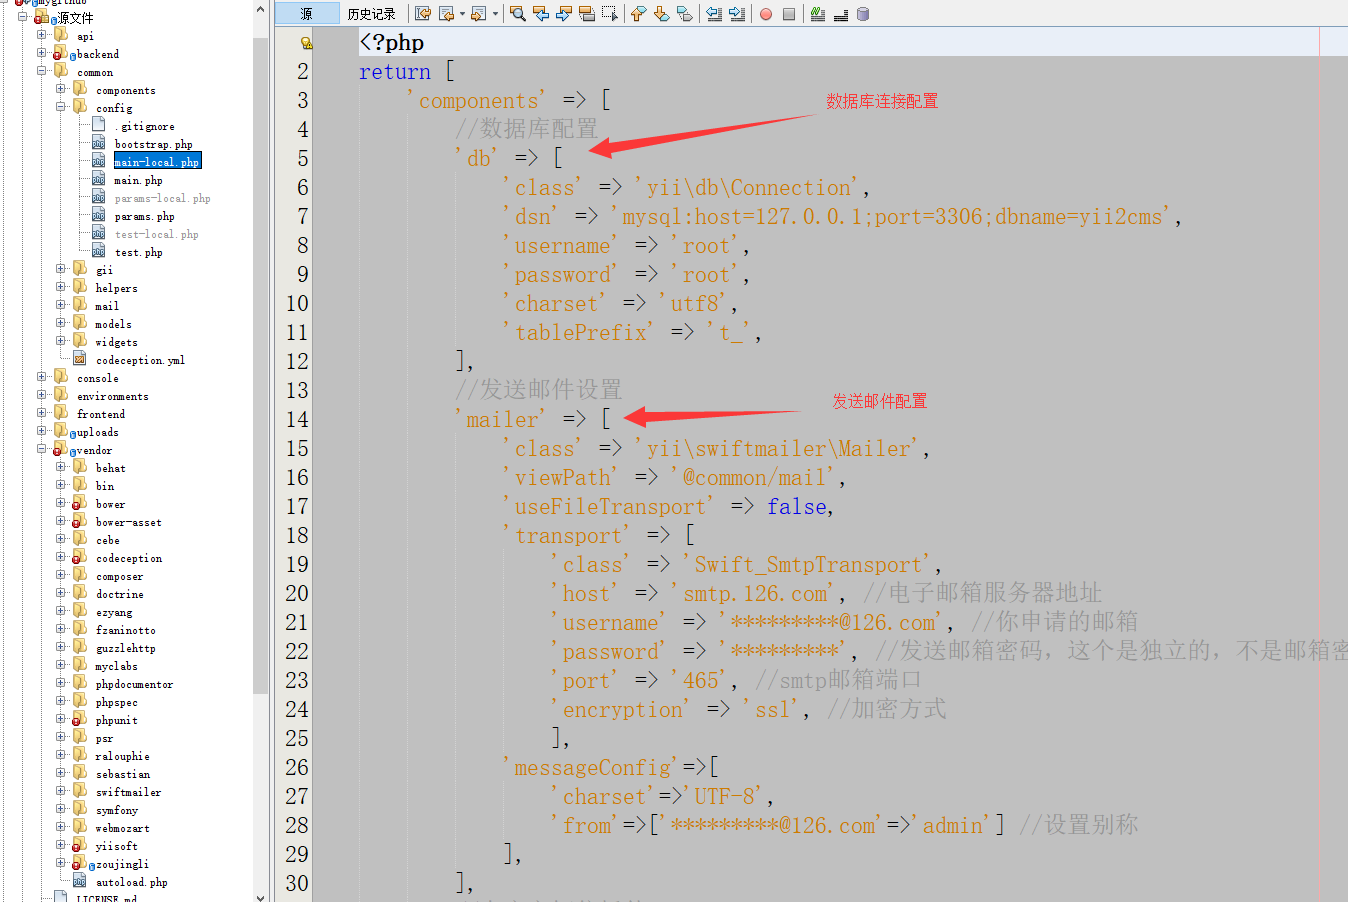 mygithub
源文件
api
backend
common
components
config
.gitignore
bootstrap.php
main-local.php
main.php
params-local.php
params.php
test-local.php
test.php
gii
helpers
mail
models
widgets
codeception.yml
console
environments
frontend
uploads
vendor
behat
bin
bower
bower-asset
cebe
codeception
composer
doctrine
ezyang
fzaninotto
guzzlehttp
myclabs
phpdocumentor
phpspec
phpunit
psr
ralouphie
sebastian
swiftmailer
symfony
webmozart
yiisoft
zoujingli
autoload.php
LICENSE.md
源 历史记录
<?php
2 return [
3 'components' => [
数据库连接配置
4 //数据库配置
5 'db' => [
6 'class' => 'yii\db\Connection',
7 'dsn' => 'mysql:host=127.0.0.1;port=3306;dbname=yii2cms',
8 'username' => 'root',
9 'password' => 'root',
10 'charset' => 'utf8',
11 'tablePrefix' => 't_',
12 ],
13 //发送邮件设置
发送邮件配置
14 'mailer' => [
15 'class' => 'yii\swiftmailer\Mailer',
16 'viewPath' => '@common/mail',
17 'useFileTransport' => false,
18 'transport' => [
19 'class' => 'Swift_SmtpTransport',
20 'host' => 'smtp.126.com', //电子邮箱服务器地址
21 'username' => '*********@126.com', //你申请的邮箱
22 'password' => '*********', //发送邮箱密码，这个是独立的，不是邮箱密
23 'port' => '465', //smtp邮箱端口
24 'encryption' => 'ssl', //加密方式
25 ],
26 'messageConfig'=>[
27 'charset'=>'UTF-8',
28 'from'=>['*********@126.com'=>'admin'] //设置别称
29 ],
30 ],